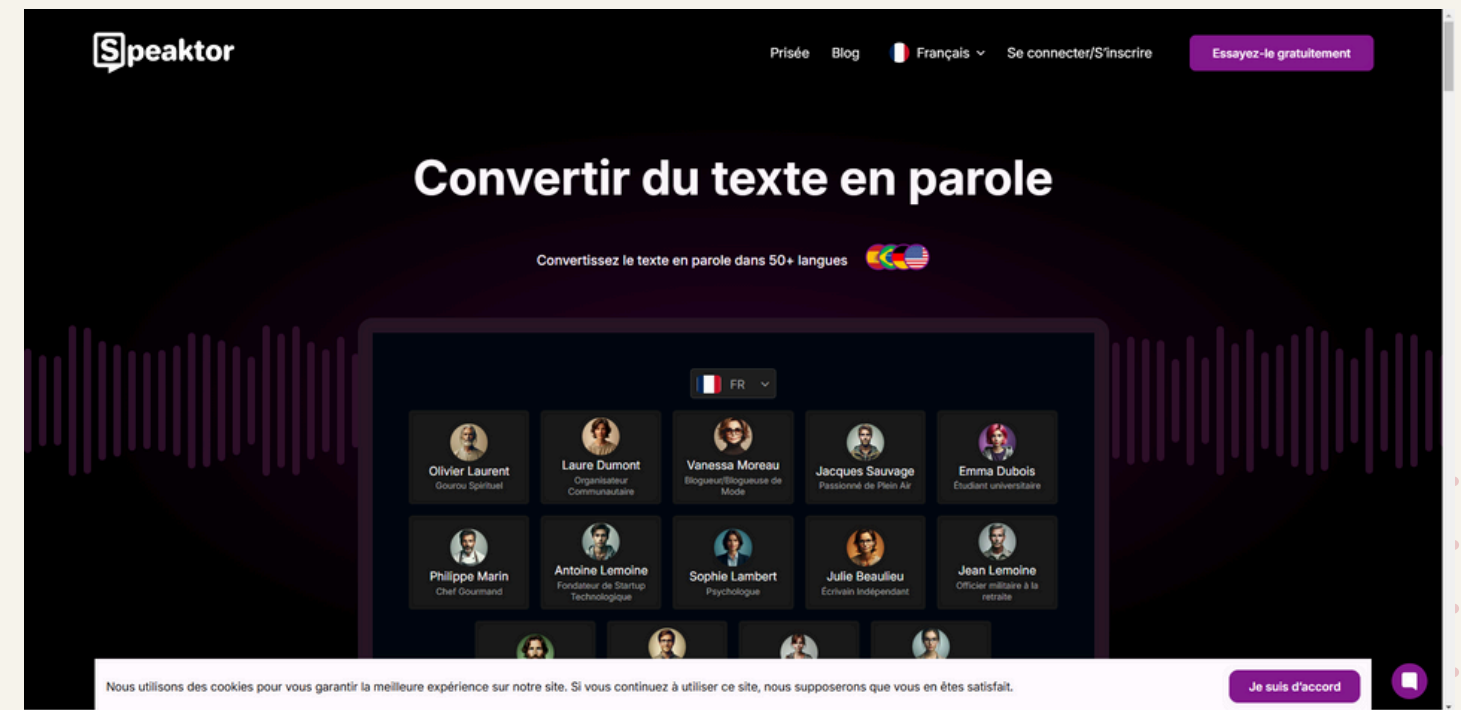 Speaktor
Prisée Blog Français Se connecter/S'inscrire Essayez-le gratuitement
Convertir du texte en parole
Convertissez le texte en parole dans 50+ langues
FR
Olivier Laurent
Gourou Spirituel
Laure Dumont
Organisateur
Communautaire
Vanessa Moreau
Blogueur/Blogueuse de
Mode
Jacques Sauvage
Passionné de Plein Air
Emma Dubois
Étudiant universitaire
Philippe Marin
Chef Gourmand
Antoine Lemoine
Fondateur de Startup
Technologique
Sophie Lambert
Psychologue
Julie Beaulieu
Écrivain Indépendant
Jean Lemoine
Officier militaire à la
retraite
Nous utilisons des cookies pour vous garantir la meilleure expérience sur notre site. Si vous continuez à utiliser ce site, nous supposerons que vous en êtes satisfait.
Je suis d'accord